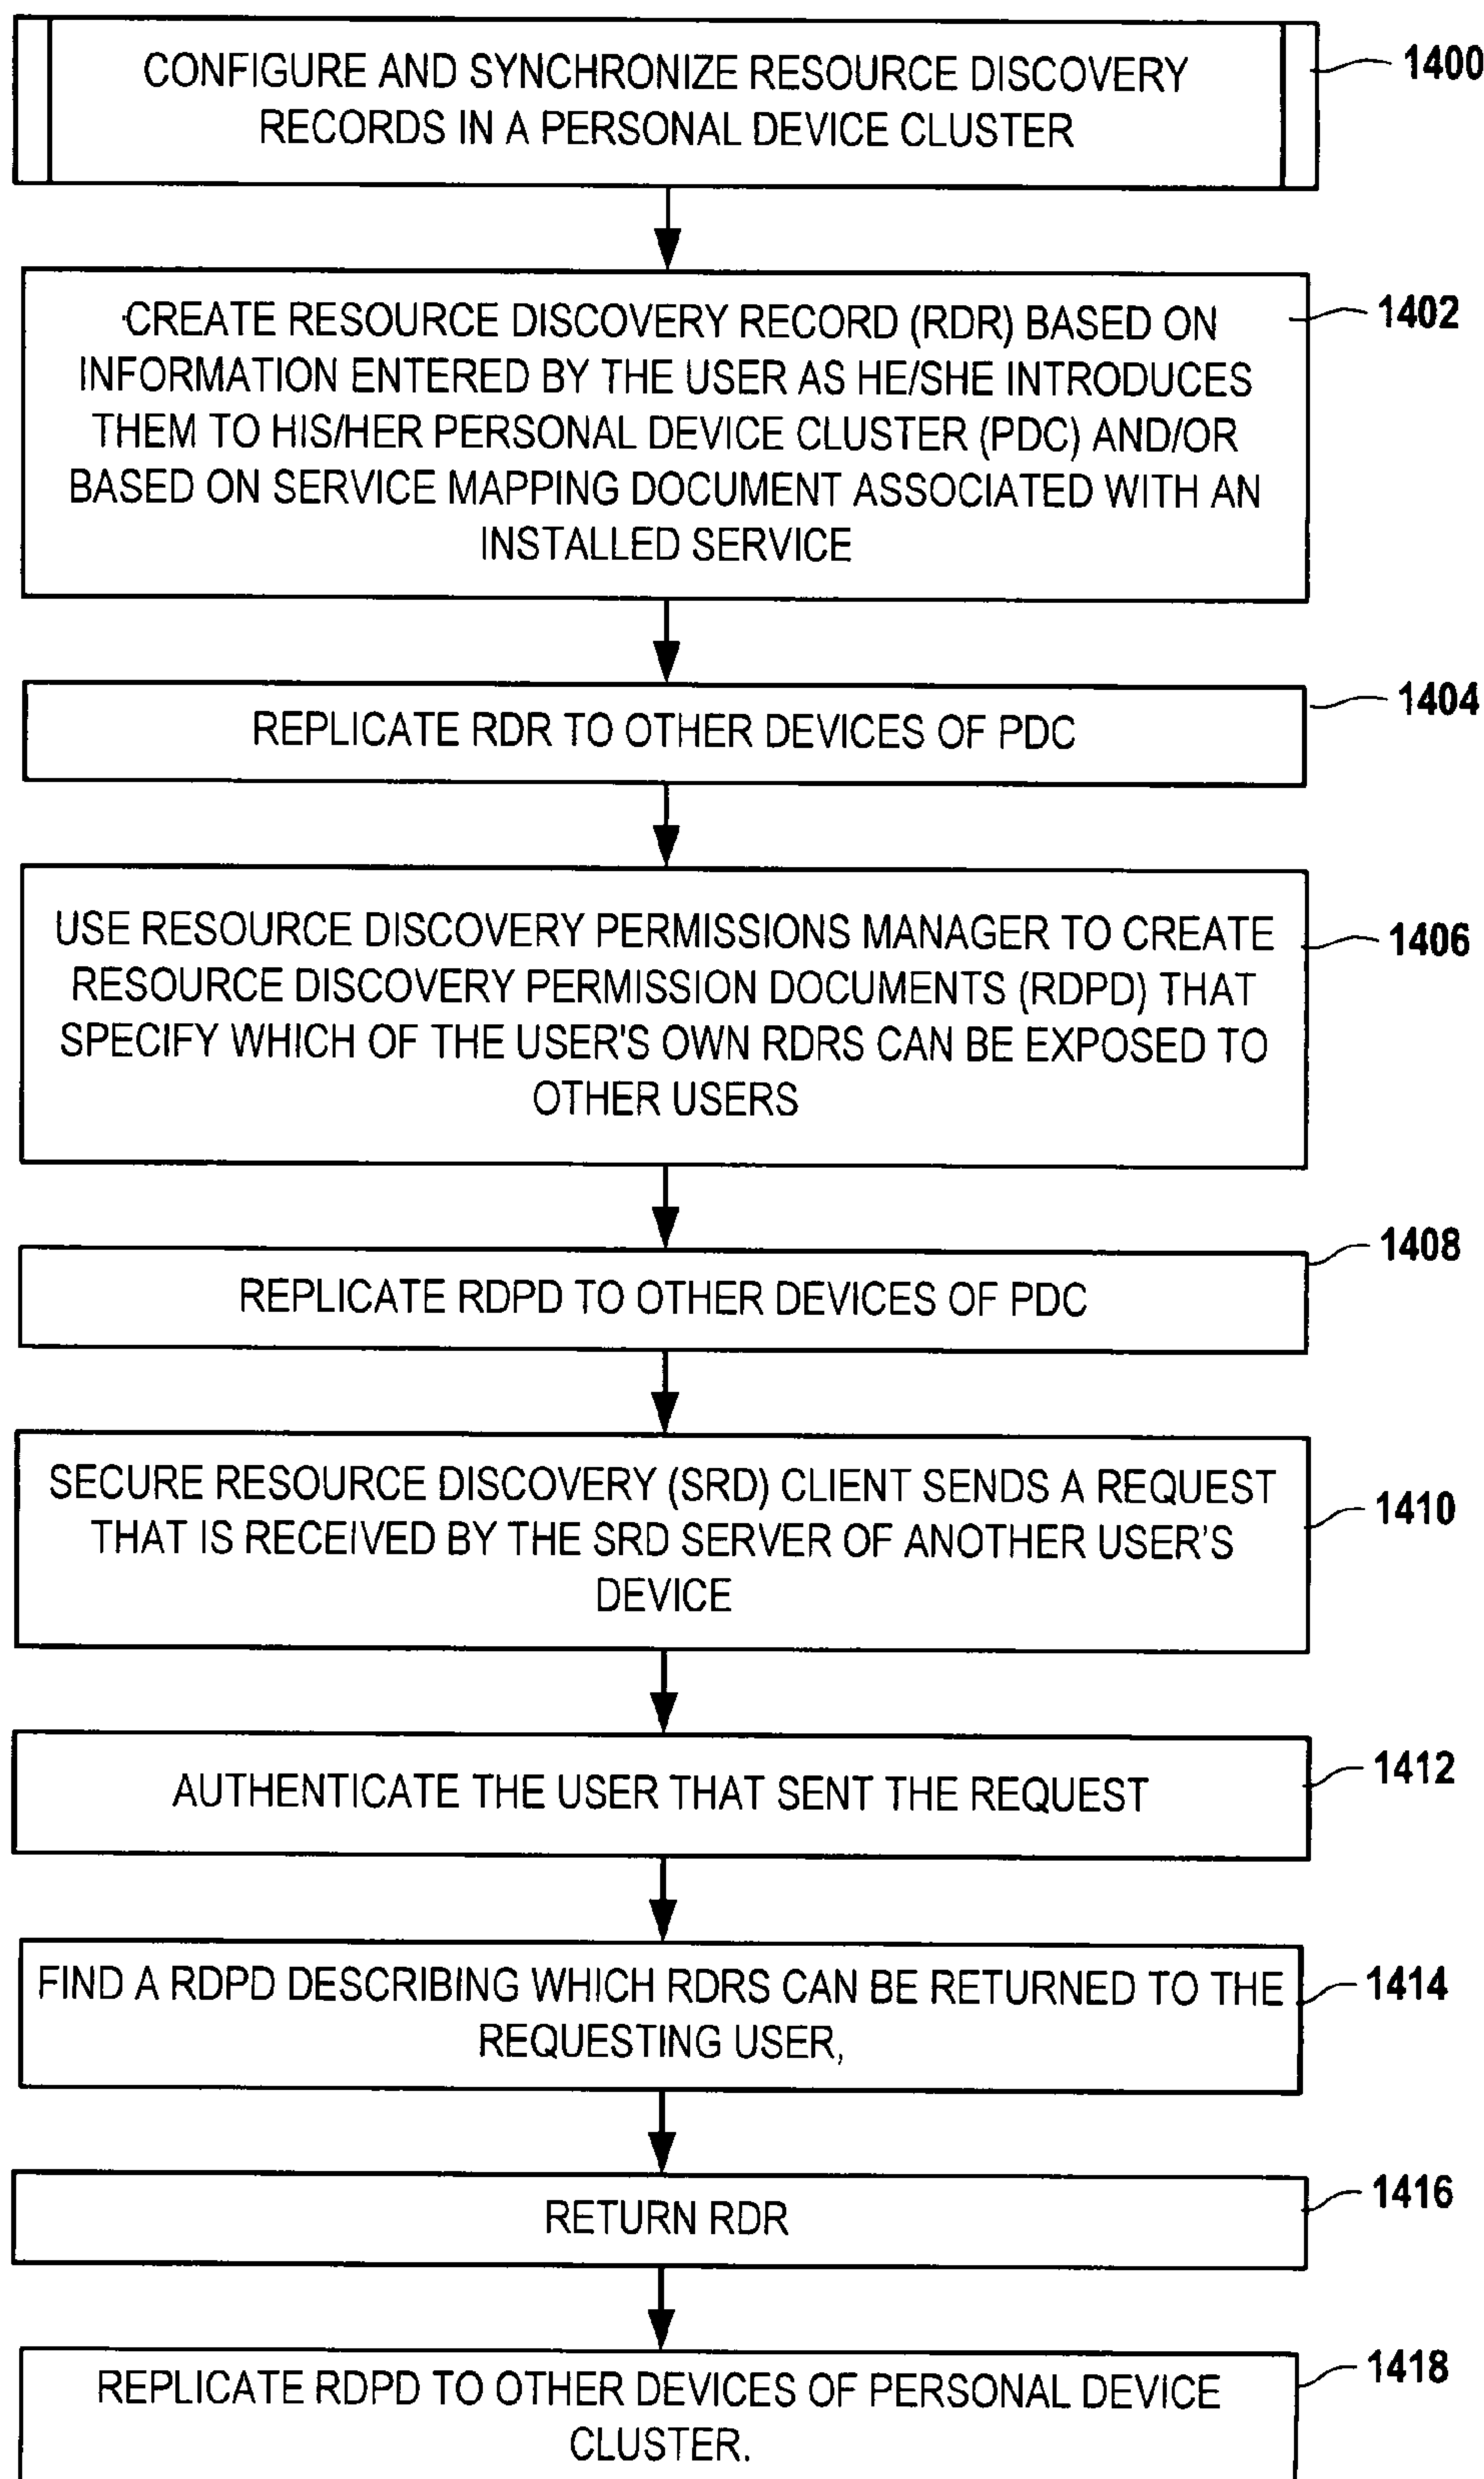 CONFIGURE AND SYNCHRONIZE RESOURCE DISCOVERY
RECORDS IN A PERSONAL DEVICE CLUSTER
1400
CREATE RESOURCE DISCOVERY RECORD (RDR) BASED ON
INFORMATION ENTERED BY THE USER AS HE/SHE INTRODUCES
THEM TO HIS/HER PERSONAL DEVICE CLUSTER (PDC) AND/OR
BASED ON SERVICE MAPPING DOCUMENT ASSOCIATED WITH AN
INSTALLED SERVICE
1402
REPLICATE RDR TO OTHER DEVICES OF PDC
1404
USE RESOURCE DISCOVERY PERMISSIONS MANAGER TO CREATE
RESOURCE DISCOVERY PERMISSION DOCUMENTS (RDPD) THAT
SPECIFY WHICH OF THE USER'S OWN RDRS CAN BE EXPOSED TO
OTHER USERS
1406
REPLICATE RDPD TO OTHER DEVICES OF PDC
1408
SECURE RESOURCE DISCOVERY (SRD) CLIENT SENDS A REQUEST
THAT IS RECEIVED BY THE SRD SERVER OF ANOTHER USER'S
DEVICE
1410
AUTHENTICATE THE USER THAT SENT THE REQUEST
1412
FIND A RDPD DESCRIBING WHICH RDRS CAN BE RETURNED TO THE
REQUESTING USER,
1414
RETURN RDR
1416
REPLICATE RDPD TO OTHER DEVICES OF PERSONAL DEVICE
CLUSTER.
1418